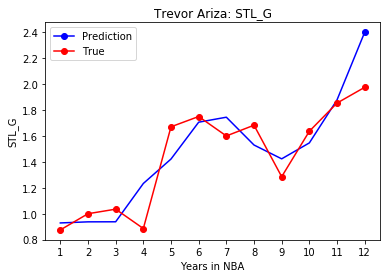 Trevor Ariza: STL_G
Prediction
True
STL_G
2.4
2.2
2.0
1.8
1.6
1.4
1.2
1.0
0.8
1 2 3 4 5 6 7 8 9 10 11 12
Years in NBA